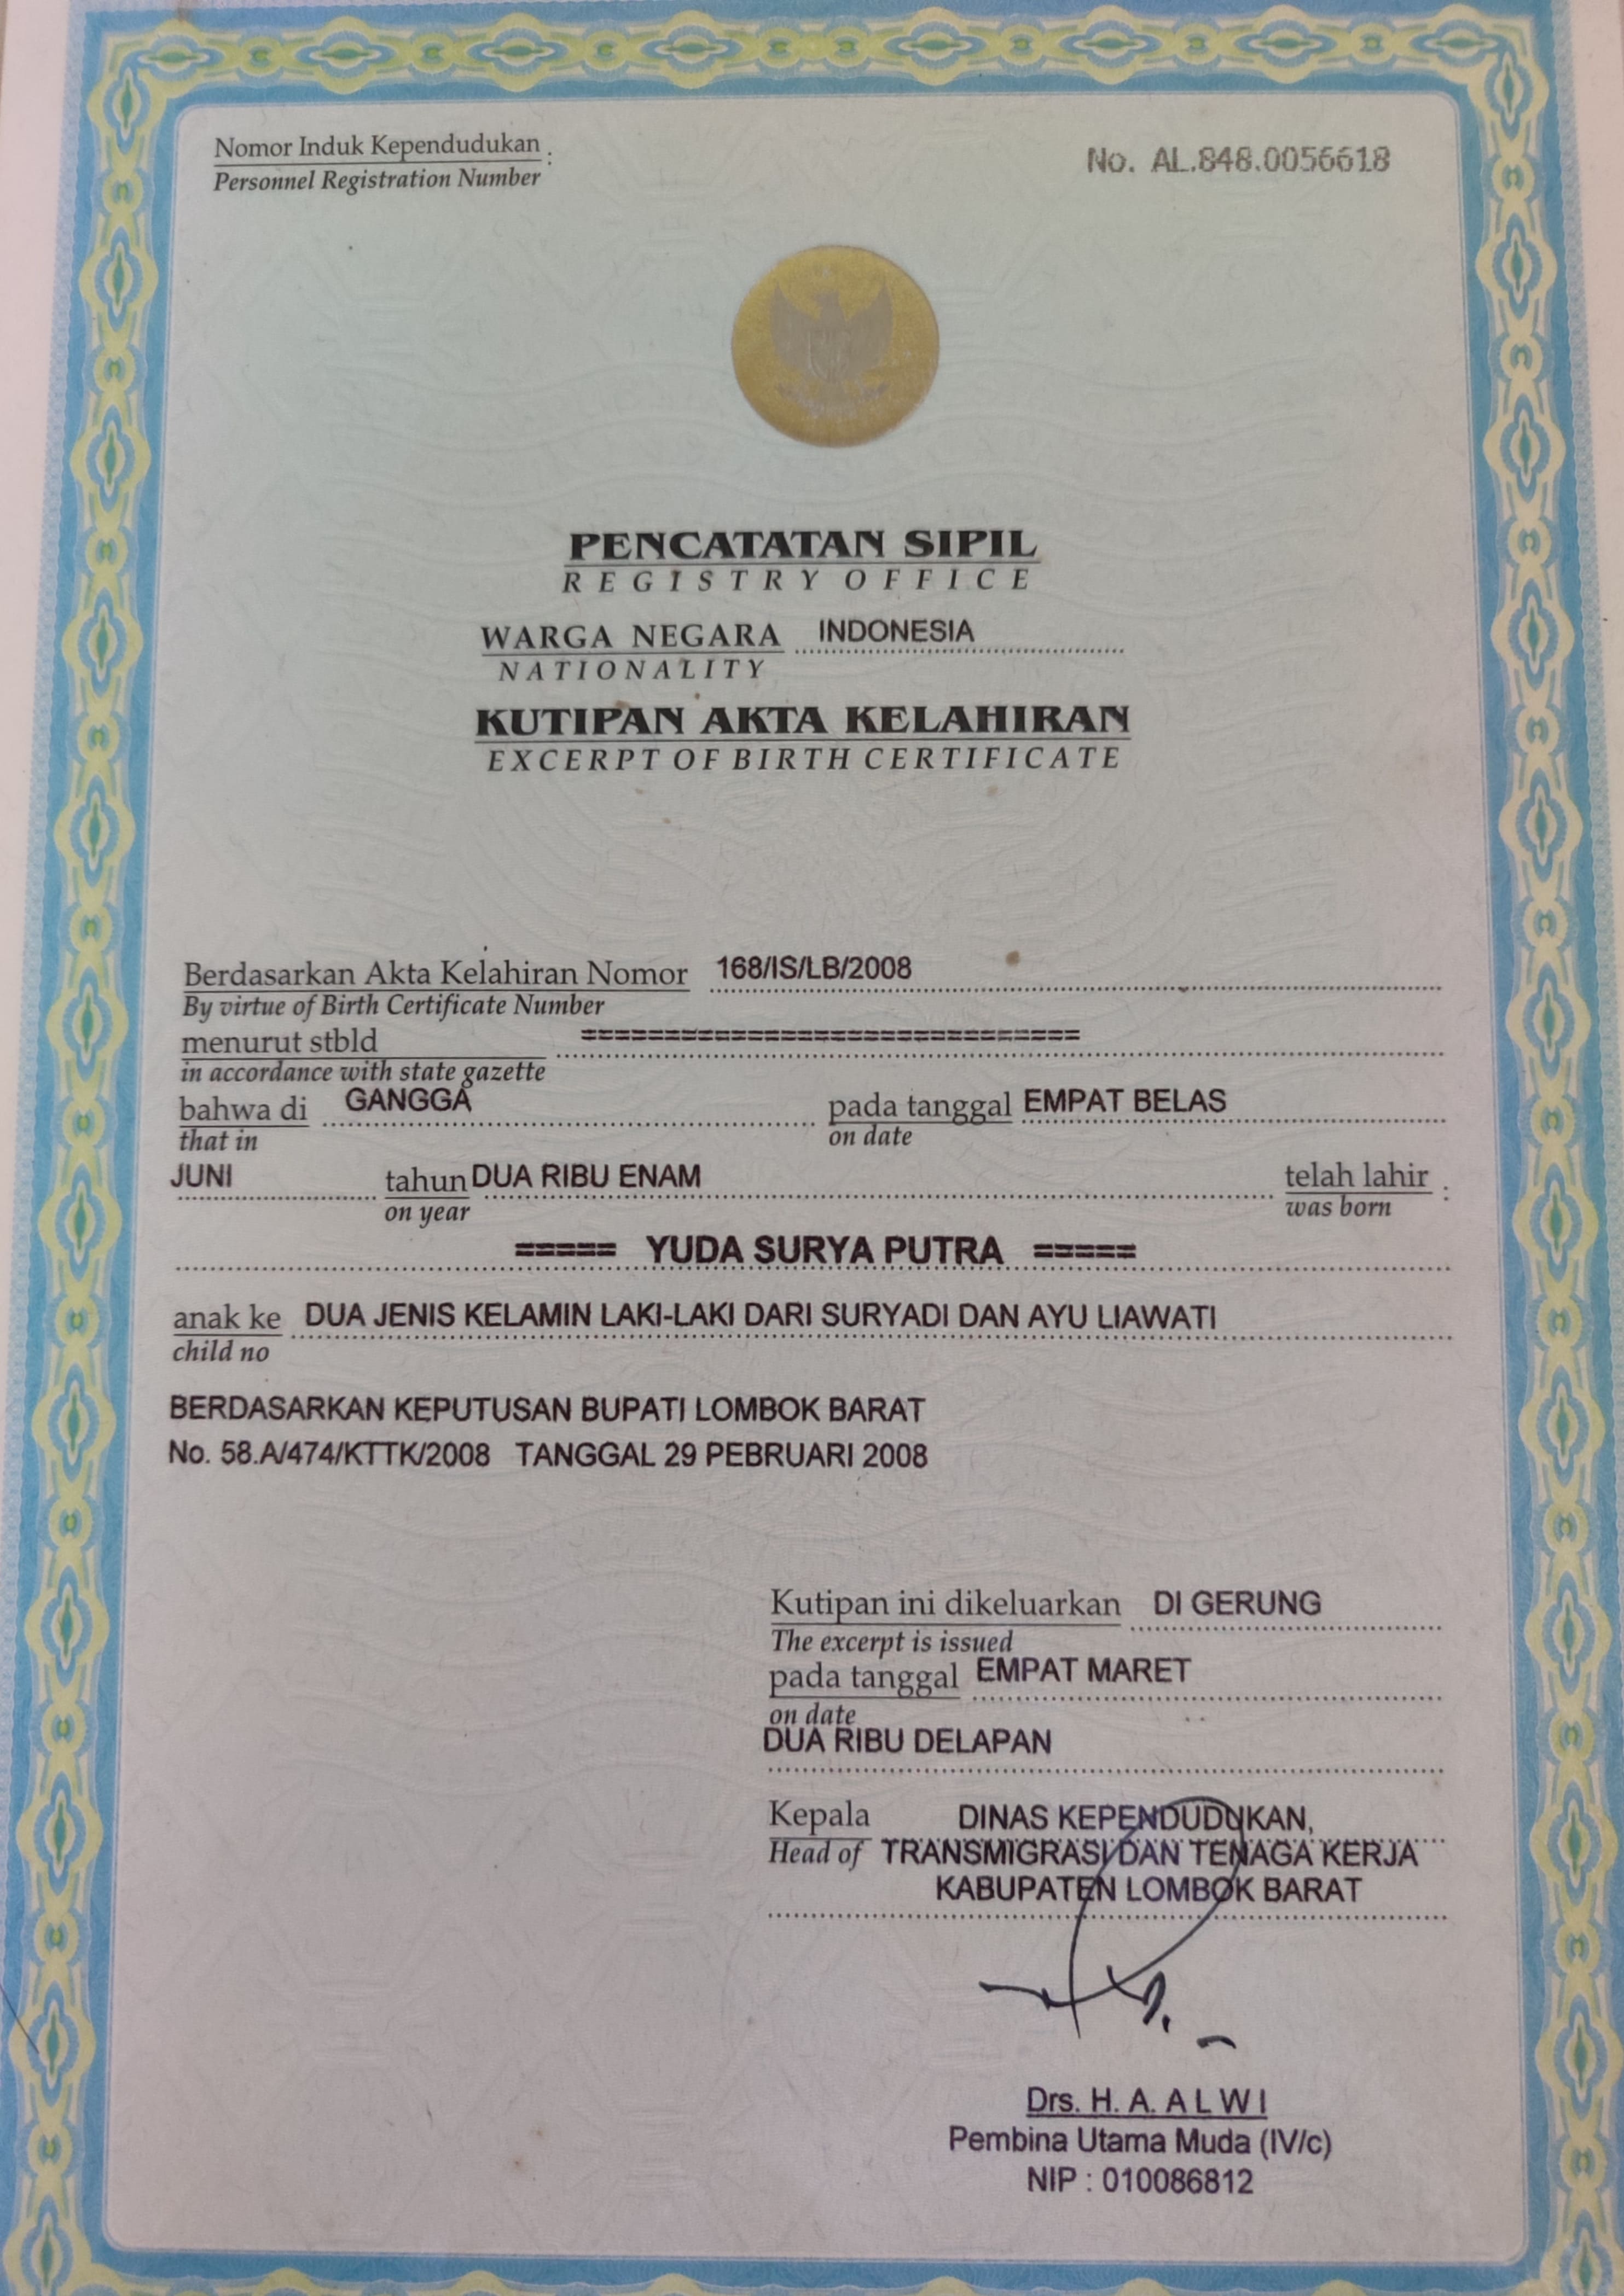 Nomor Induk Kependudukan :
Personnel Registration Number
No. AL.848.0056618
PENCATATAN SIPIL
REGISTRY OFFICE
WARGA NEGARA INDONESIA
NATIONALITY
KUTIPAN AKTA KELAHIRAN
EXCERPT OF BIRTH CERTIFICATE
Berdasarkan Akta Kelahiran Nomor 168/IS/LB/2008
By virtue of Birth Certificate Number
menurut stbld ==============================
in accordance with state gazette
bahwa di GANGGA pada tanggal EMPAT BELAS
that in on date
JUNI tahun DUA RIBU ENAM telah lahir :
on year was born
===== YUDA SURYA PUTRA =====
anak ke DUA JENIS KELAMIN LAKI-LAKI DARI SURYADI DAN AYU LIAWATI
child no
BERDASARKAN KEPUTUSAN BUPATI LOMBOK BARAT
No. 58.A/474/KTTK/2008 TANGGAL 29 PEBRUARI 2008
Kutipan ini dikeluarkan DI GERUNG
The excerpt is issued
pada tanggal EMPAT MARET
on date
DUA RIBU DELAPAN
Kepala DINAS KEPENDUDUKAN,
Head of TRANSMIGRASI DAN TENAGA KERJA
KABUPATEN LOMBOK BARAT
Drs. H. A. A L W I
Pembina Utama Muda (IV/c)
NIP : 010086812